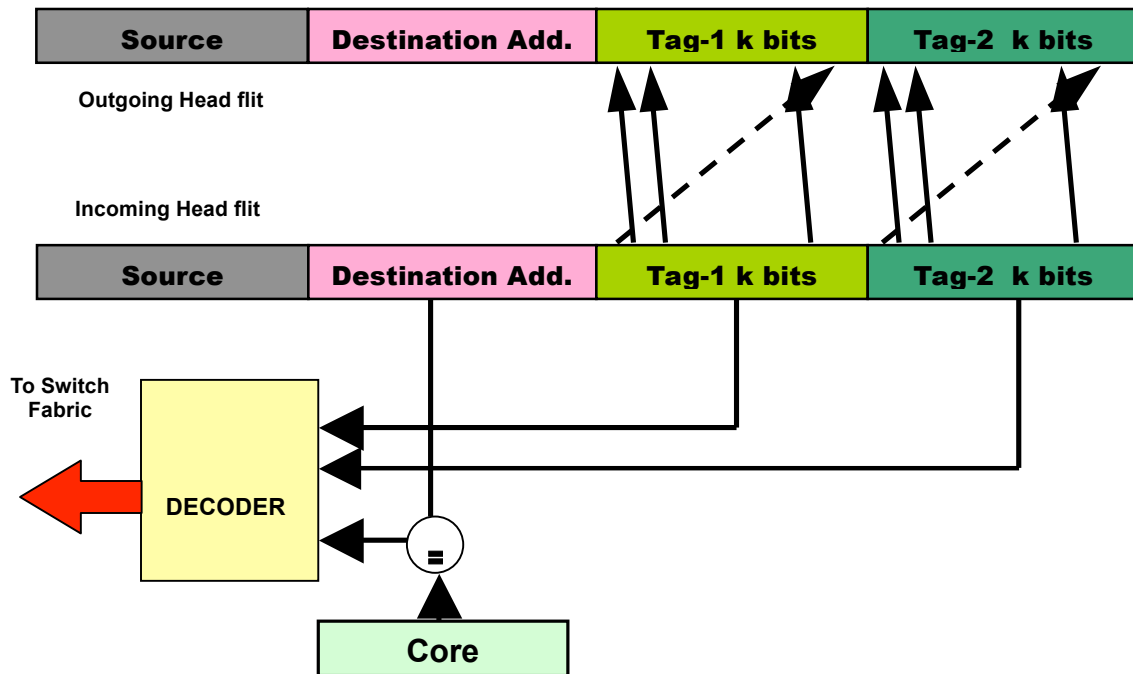 Source Destination Add. Tag-1 k bits Tag-2 k bits
Outgoing Head flit
Incoming Head flit
Source Destination Add. Tag-1 k bits Tag-2 k bits
To Switch
Fabric
DECODER
=
Core